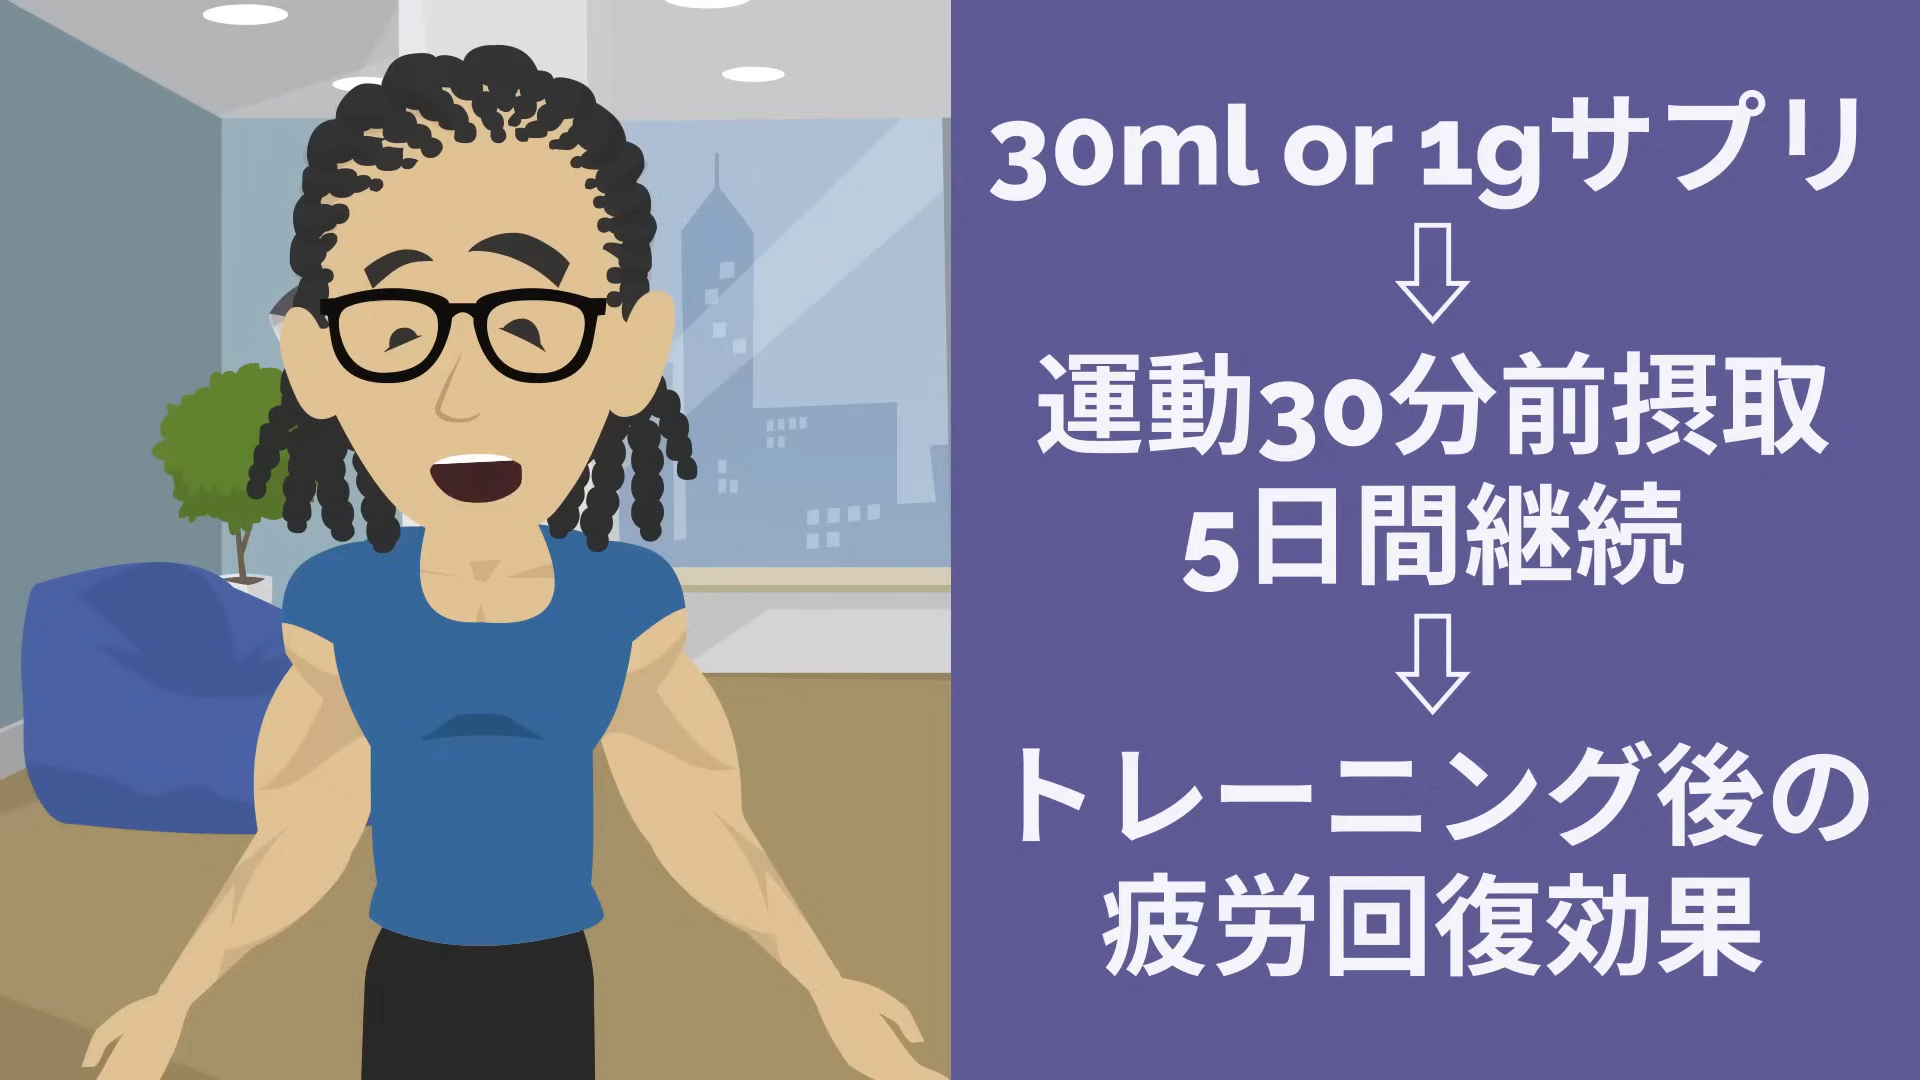 30ml or 1gサプリ
運動30分前摂取
5日間継続
トレーニング後の
疲労回復効果